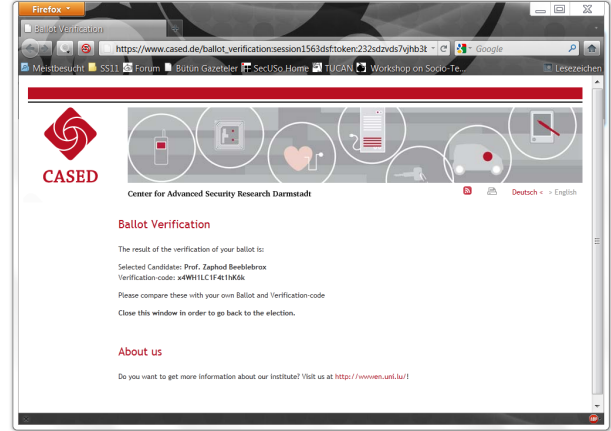 Firefox
Ballot Verification
https://www.cased.de/ballot_verification:session1563dsf:token:232sdzvds7vjhb3t
Google
Meistbesucht SS11 Forum Bütün Gazeteler SecUSo Home TUCAN Workshop on Socio-Te... Lesezeichen
CASED
Center for Advanced Security Research Darmstadt
Deutsch « > English
Ballot Verification
The result of the verification of your ballot is:
Selected Candidate: Prof. Zaphod Beeblebrox
Verification-code: x4WH1LC1F4t1hK6k
Please compare these with your own Ballot and Verification-code
Close this window in order to go back to the election.
About us
Do you want to get more information about our institute? Visit us at http://wwwen.uni.lu/!